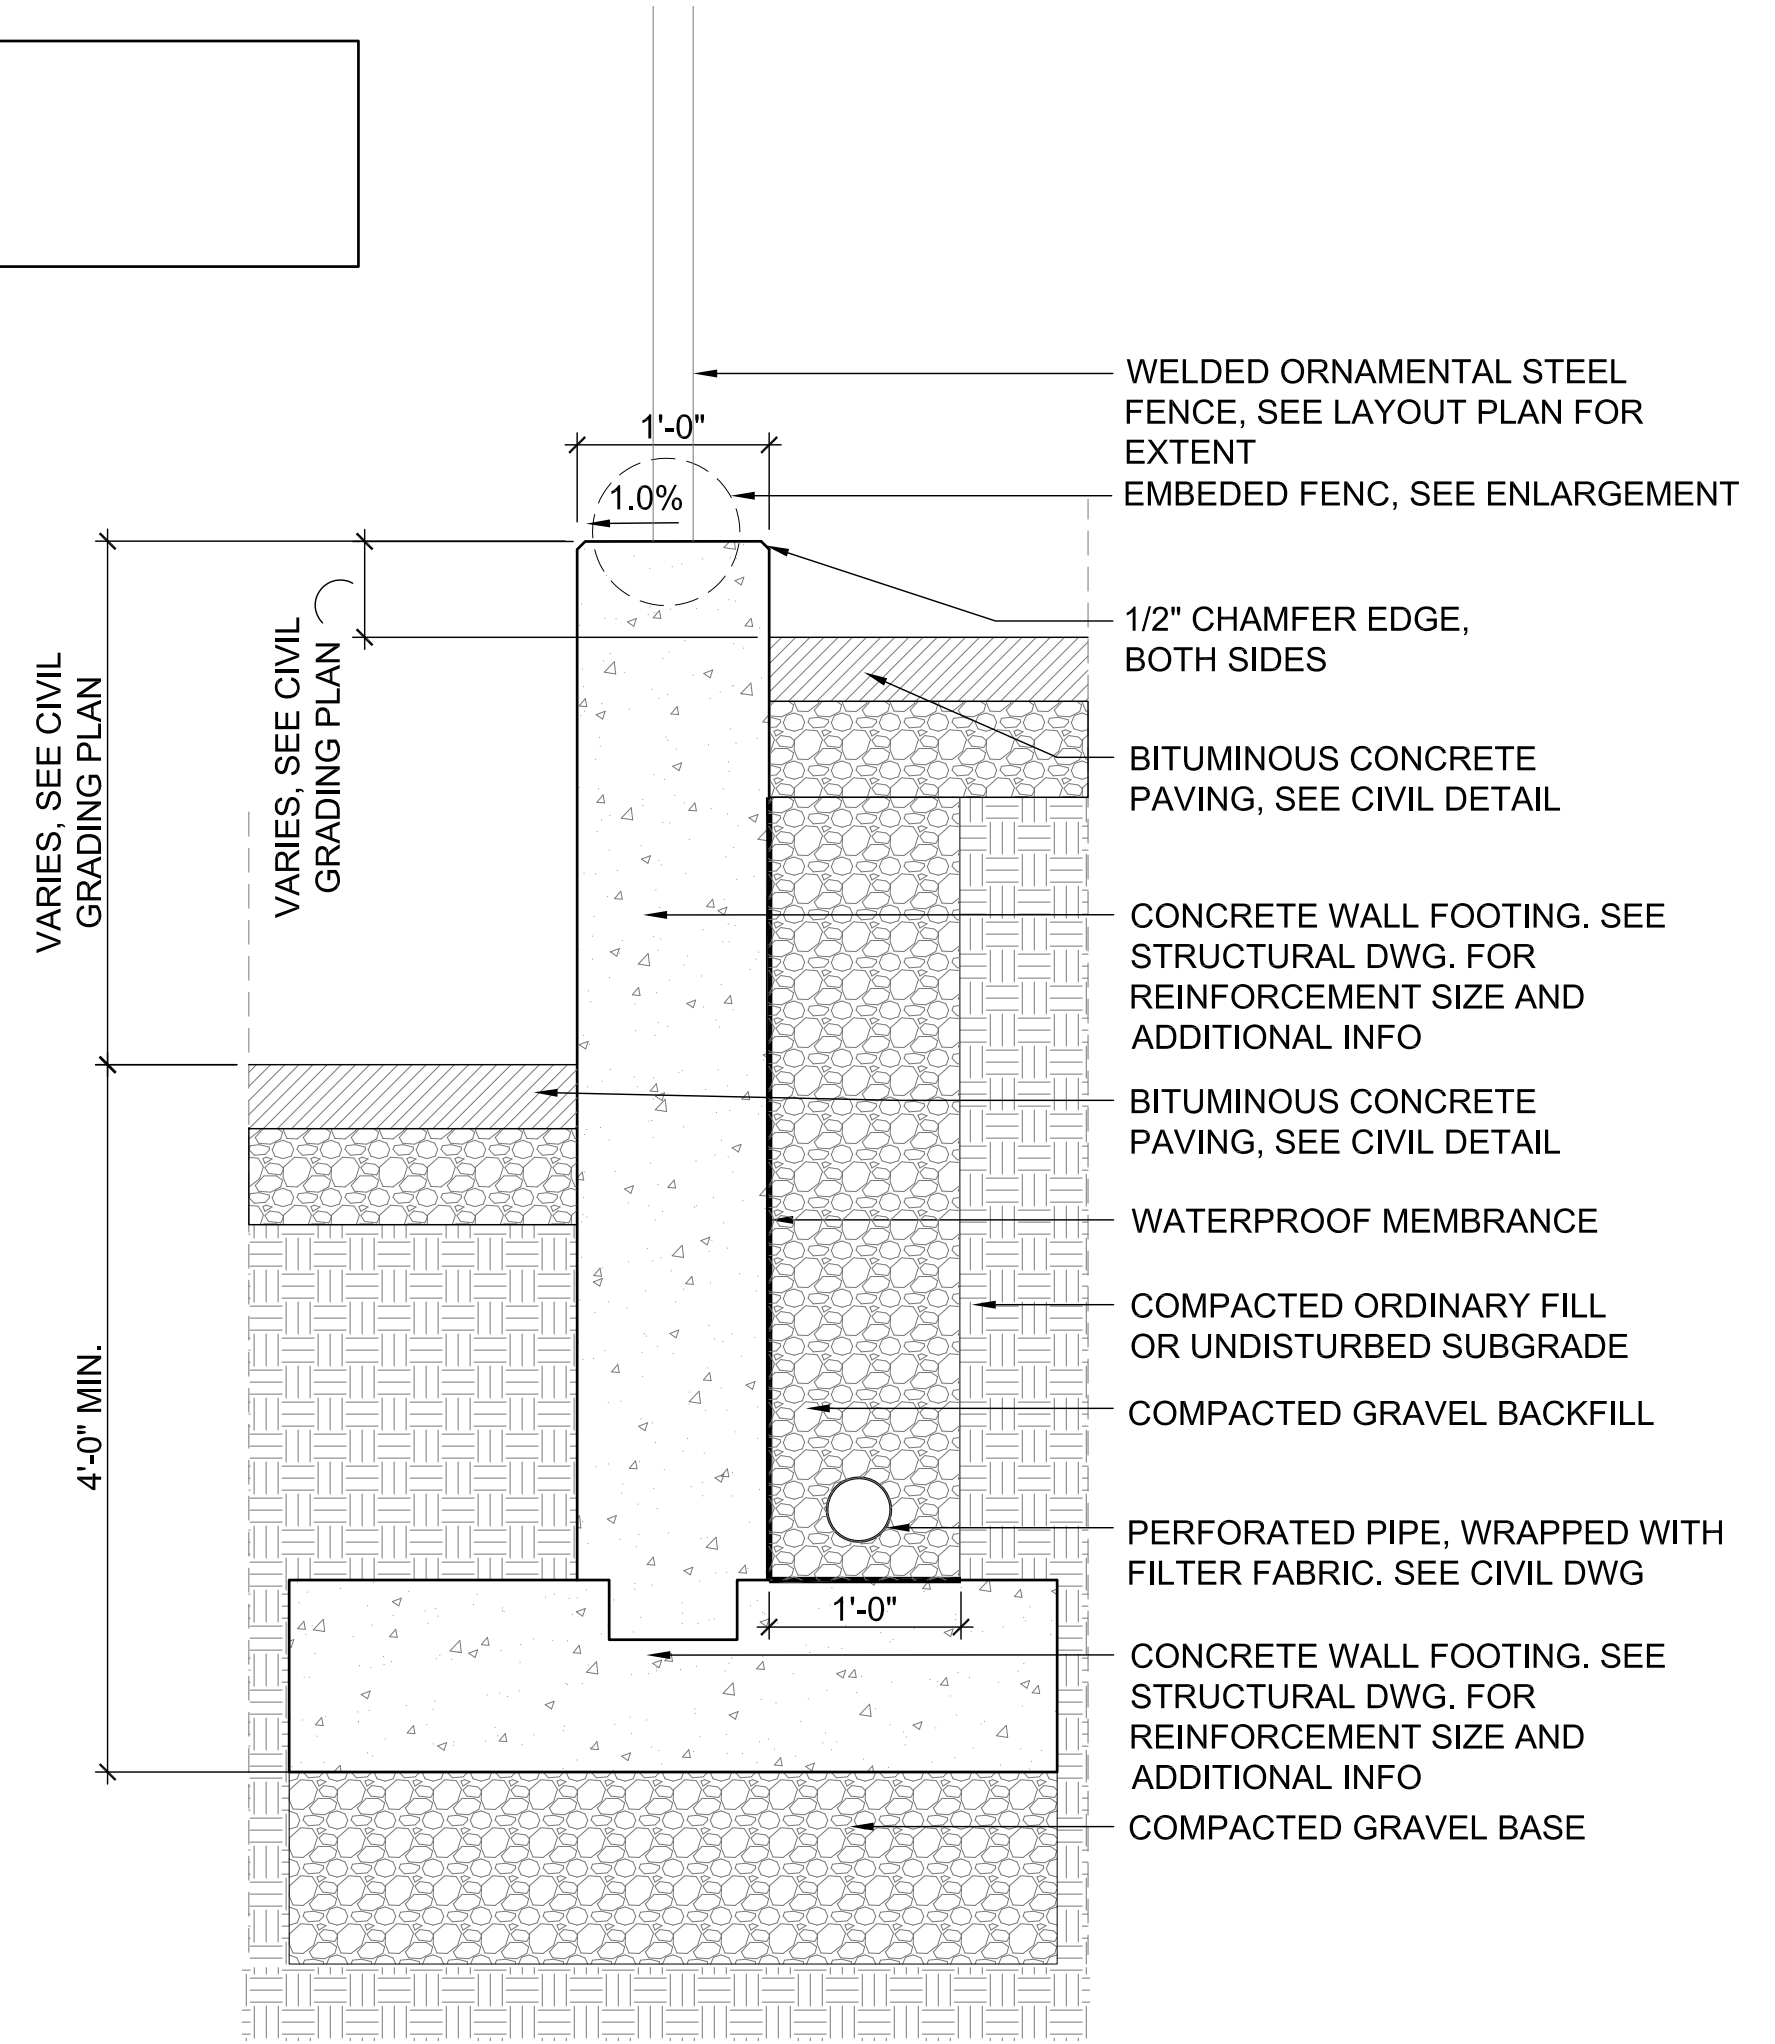 WELDED ORNAMENTAL STEEL
FENCE, SEE LAYOUT PLAN FOR
EXTENT
1'-0"
1.0%
EMBEDED FENC, SEE ENLARGEMENT
1/2" CHAMFER EDGE,
BOTH SIDES
VARIES, SEE CIVIL
GRADING PLAN
VARIES, SEE CIVIL
GRADING PLAN
BITUMINOUS CONCRETE
PAVING, SEE CIVIL DETAIL
CONCRETE WALL FOOTING. SEE
STRUCTURAL DWG. FOR
REINFORCEMENT SIZE AND
ADDITIONAL INFO
BITUMINOUS CONCRETE
PAVING, SEE CIVIL DETAIL
WATERPROOF MEMBRANCE
COMPACTED ORDINARY FILL
OR UNDISTURBED SUBGRADE
4'-0" MIN.
COMPACTED GRAVEL BACKFILL
PERFORATED PIPE, WRAPPED WITH
FILTER FABRIC. SEE CIVIL DWG
1'-0"
CONCRETE WALL FOOTING. SEE
STRUCTURAL DWG. FOR
REINFORCEMENT SIZE AND
ADDITIONAL INFO
COMPACTED GRAVEL BASE